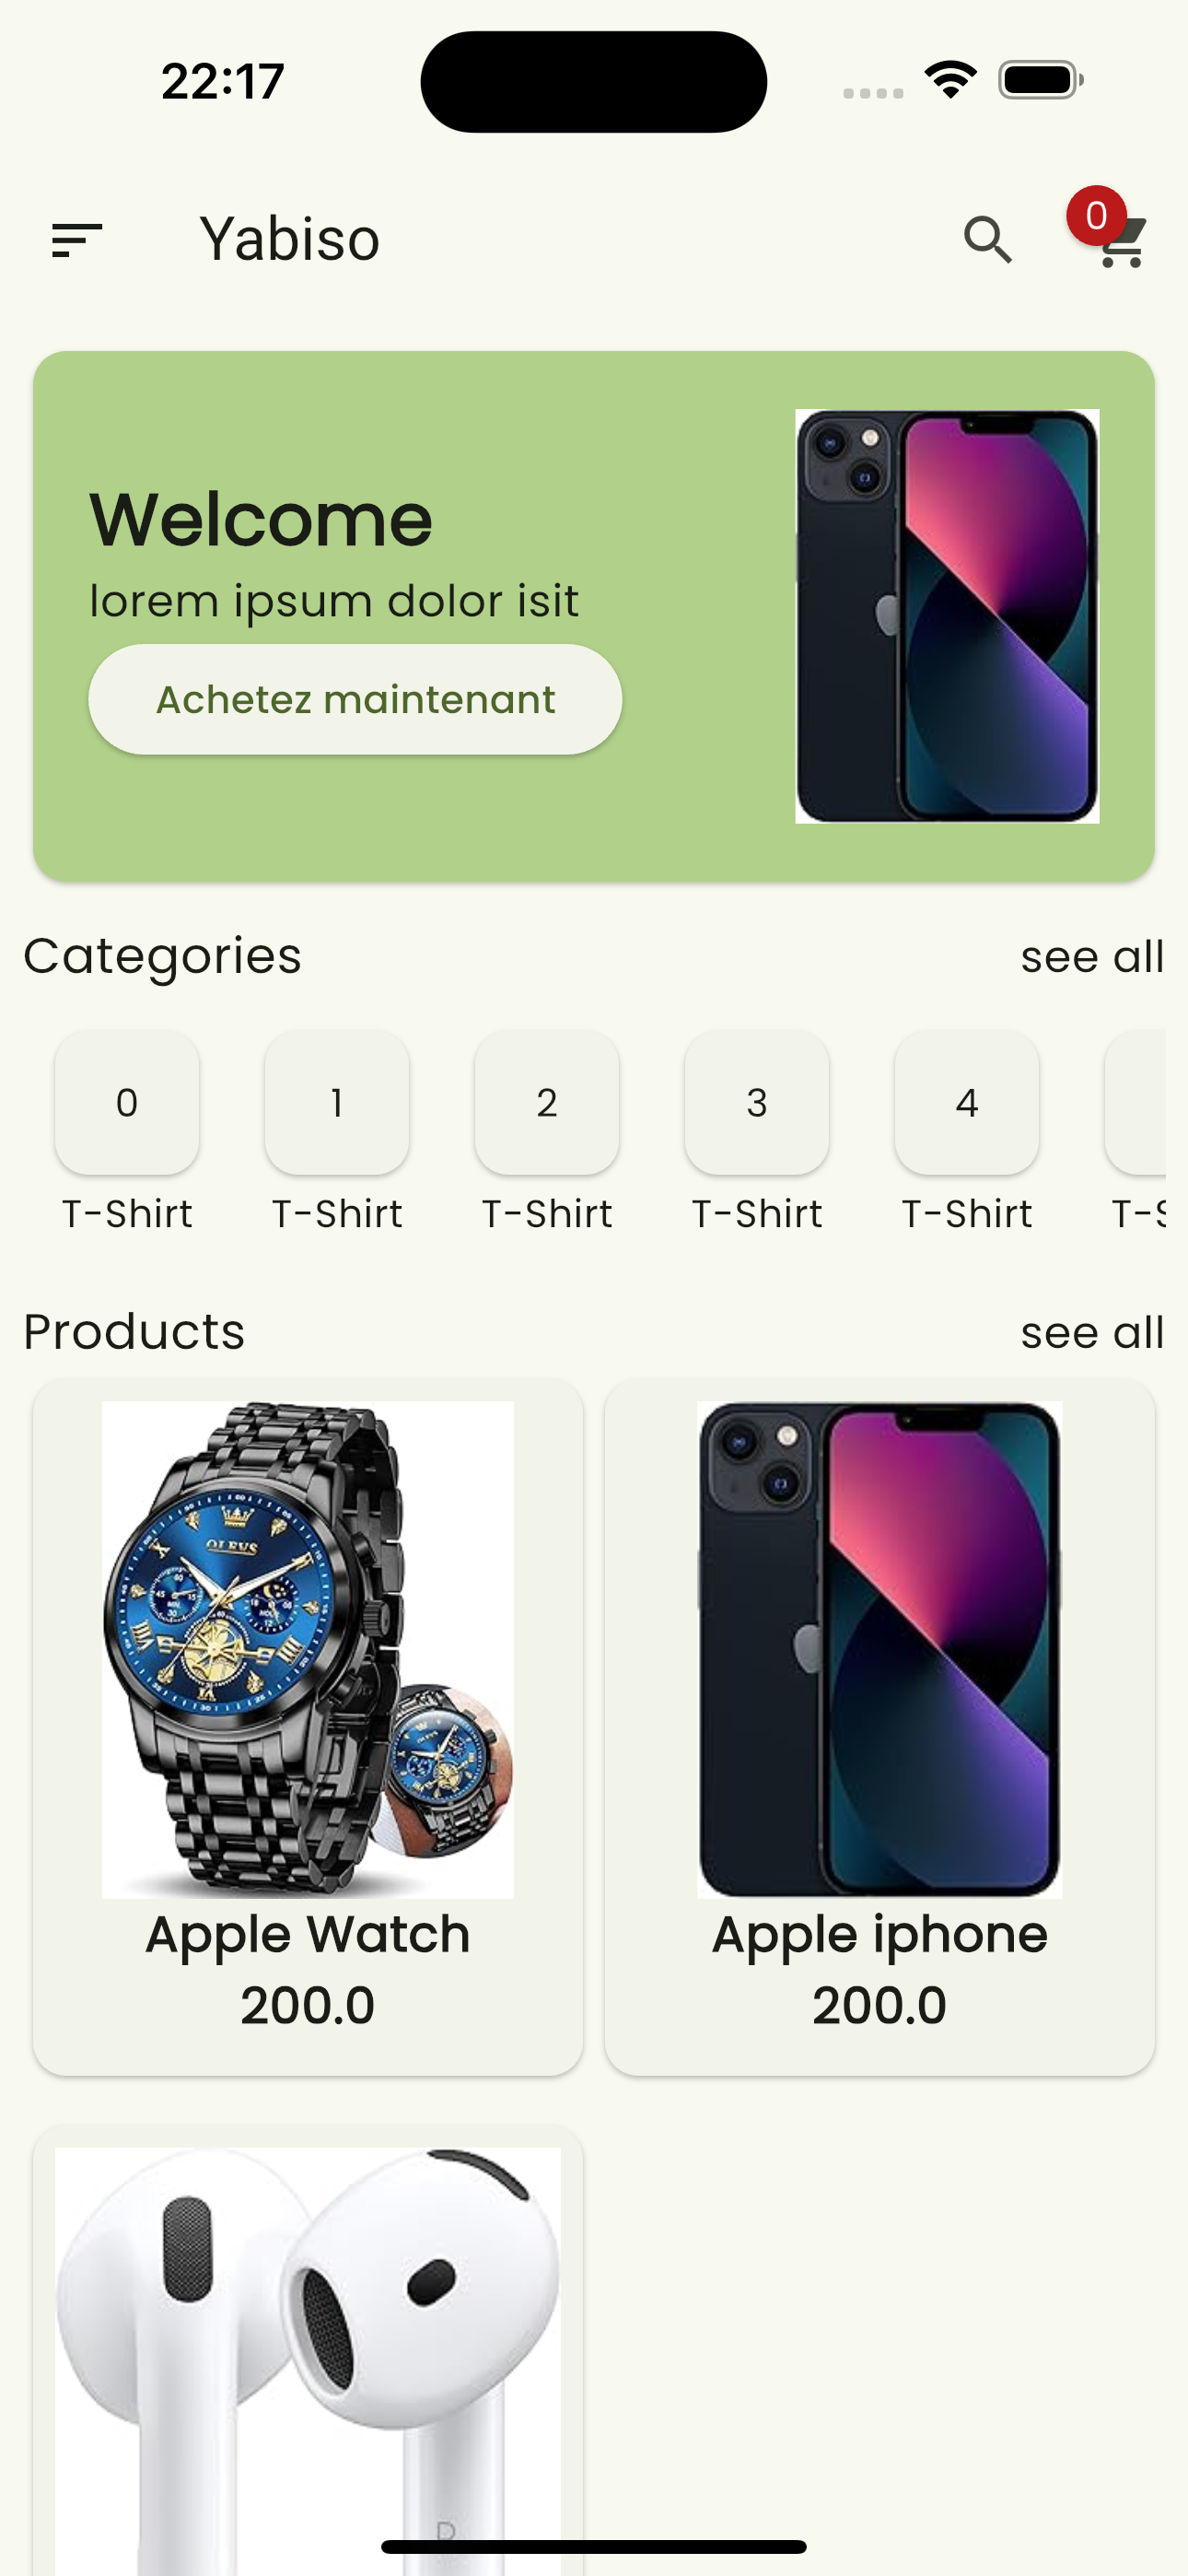 22:17
Yabiso
0
Welcome
lorem ipsum dolor isit
Achetez maintenant
Categories
see all
0
1
2
3
4
T-Shirt
T-Shirt
T-Shirt
T-Shirt
T-Shirt
T-S
Products
see all
OLEVS
Apple Watch
200.0
Apple iphone
200.0